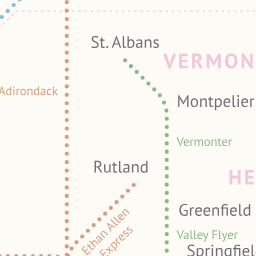 St. Albans
VERMON
Adirondack
Montpelier
Vermonter
Rutland
HE
Greenfield
Ethan Allen
Express
Valley Flyer
Springfiel